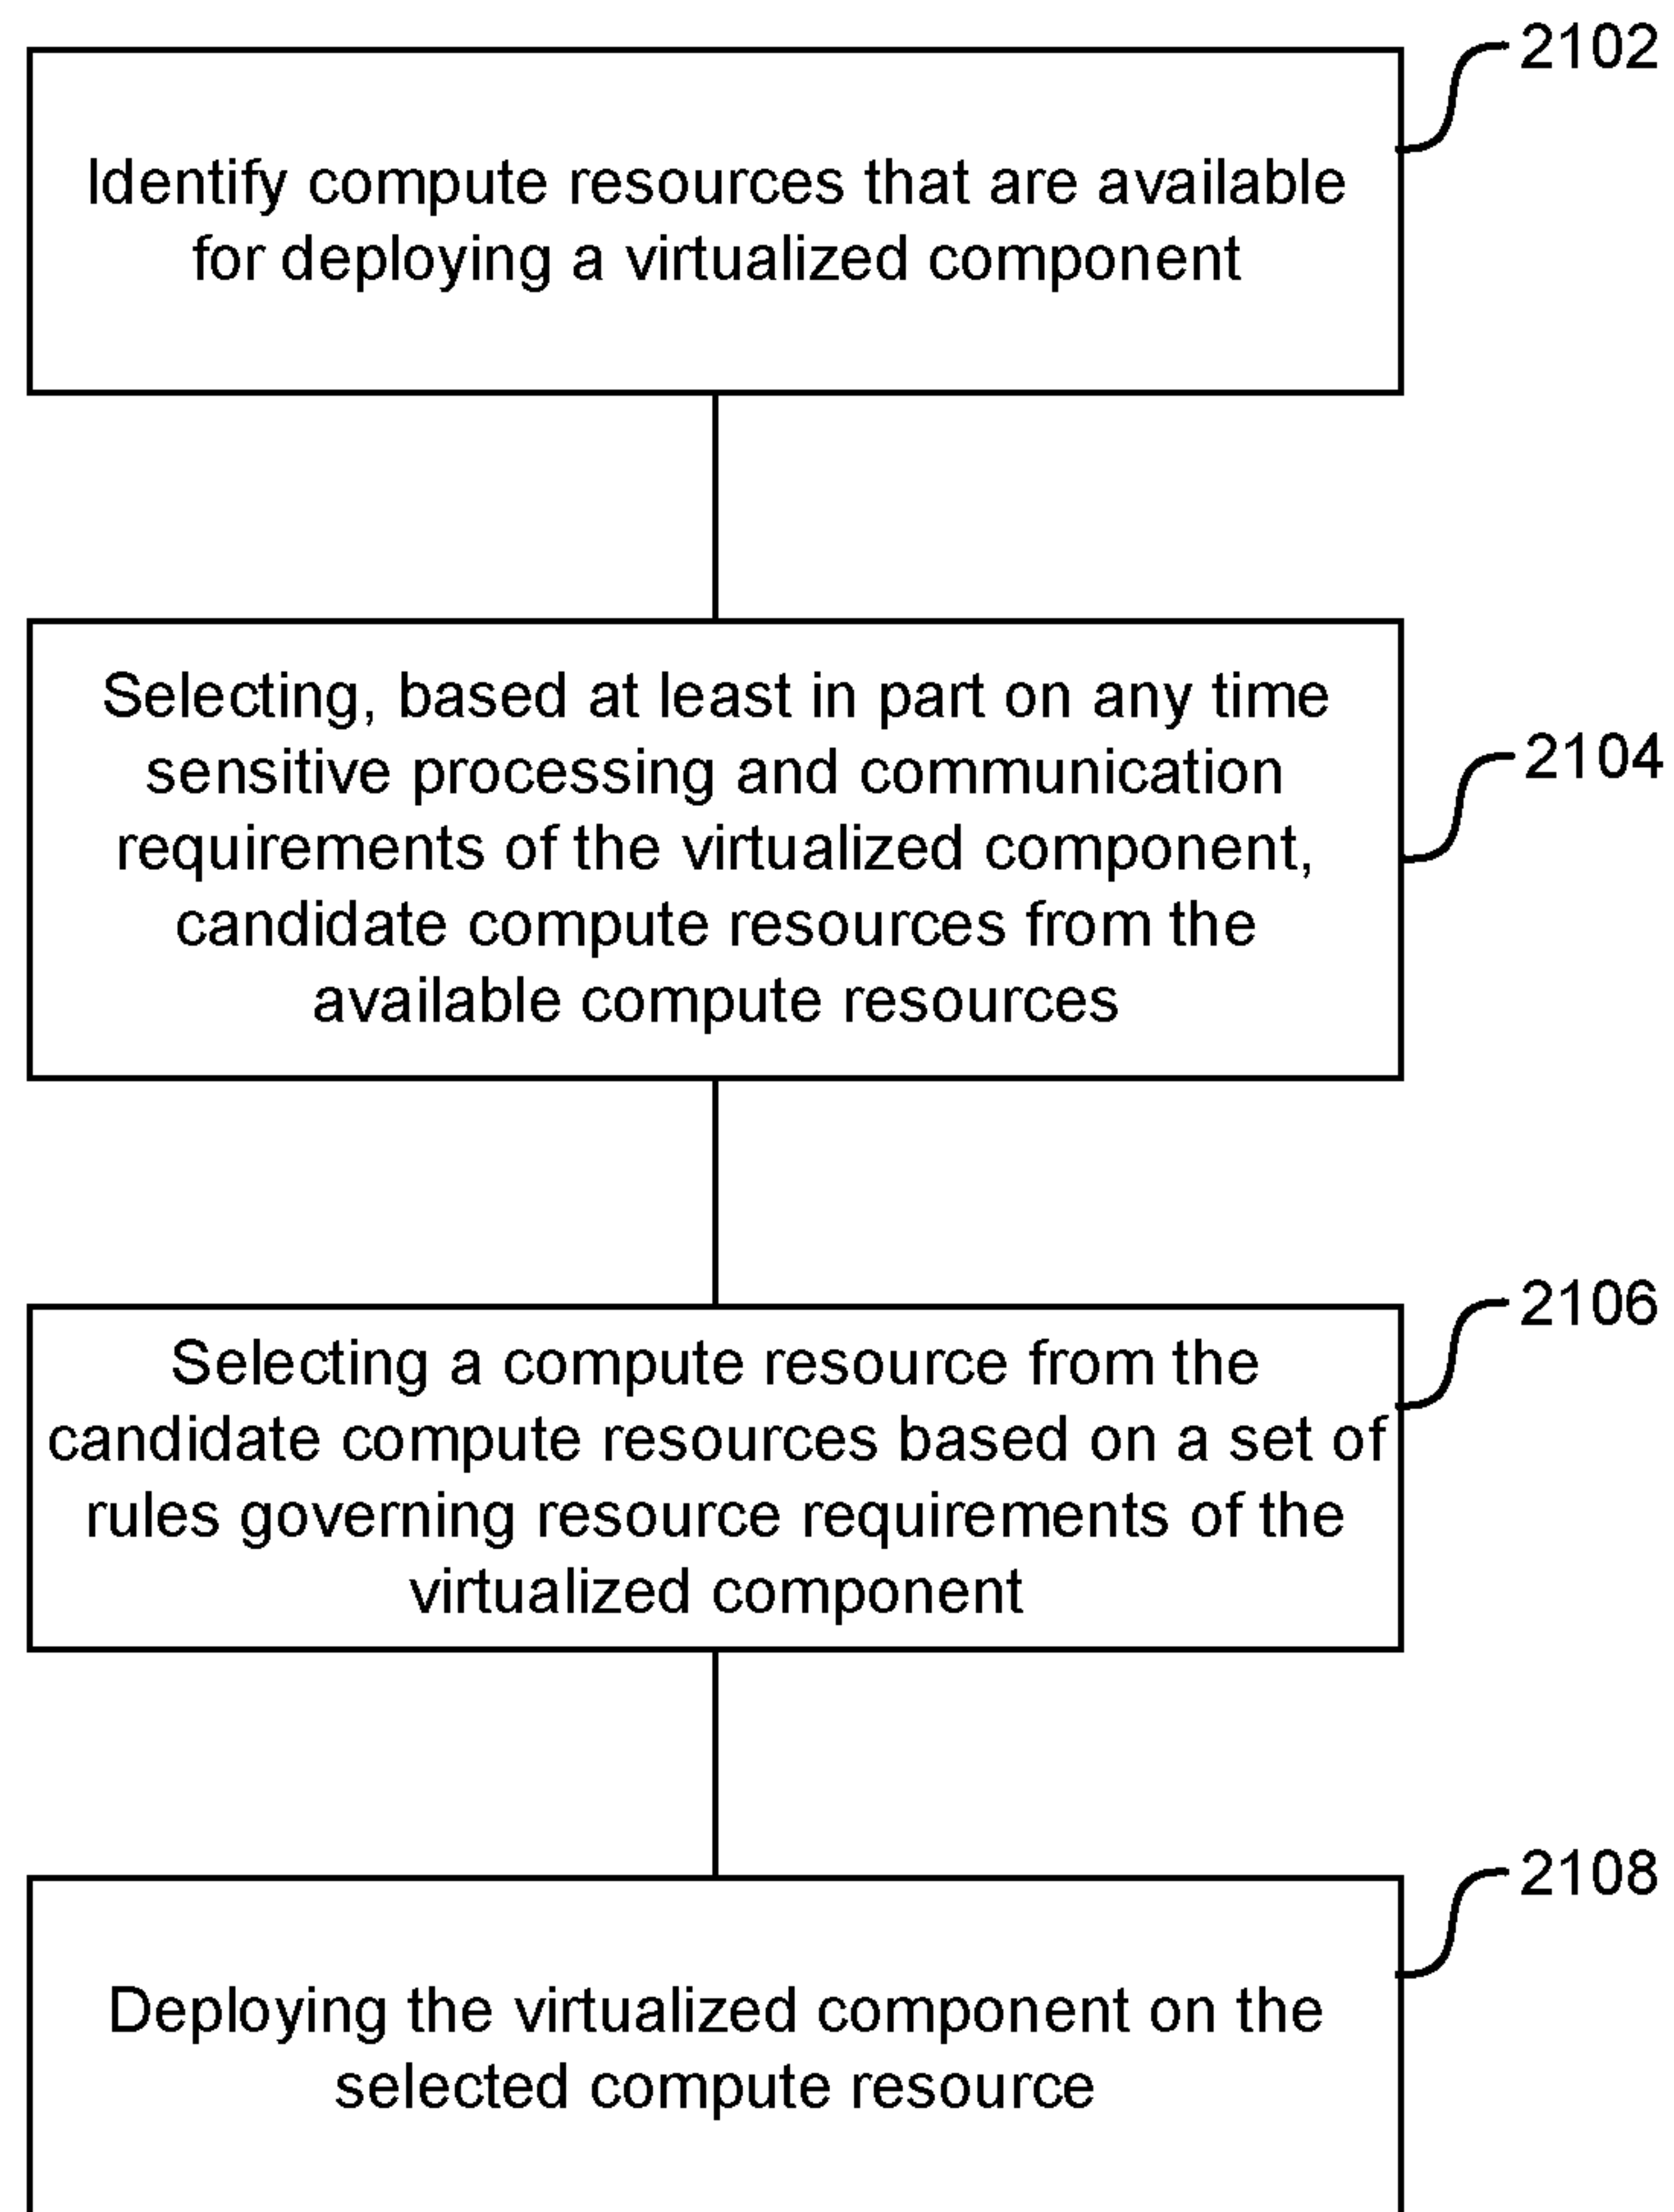 2102
Identify compute resources that are available
for deploying a virtualized component
Selecting, based at least in part on any time
sensitive processing and communication
requirements of the virtualized component,
candidate compute resources from the
available compute resources
2104
2106
Selecting a compute resource from the
candidate compute resources based on a set of
rules governing resource requirements of the
virtualized component
2108
Deploying the virtualized component on the
selected compute resource